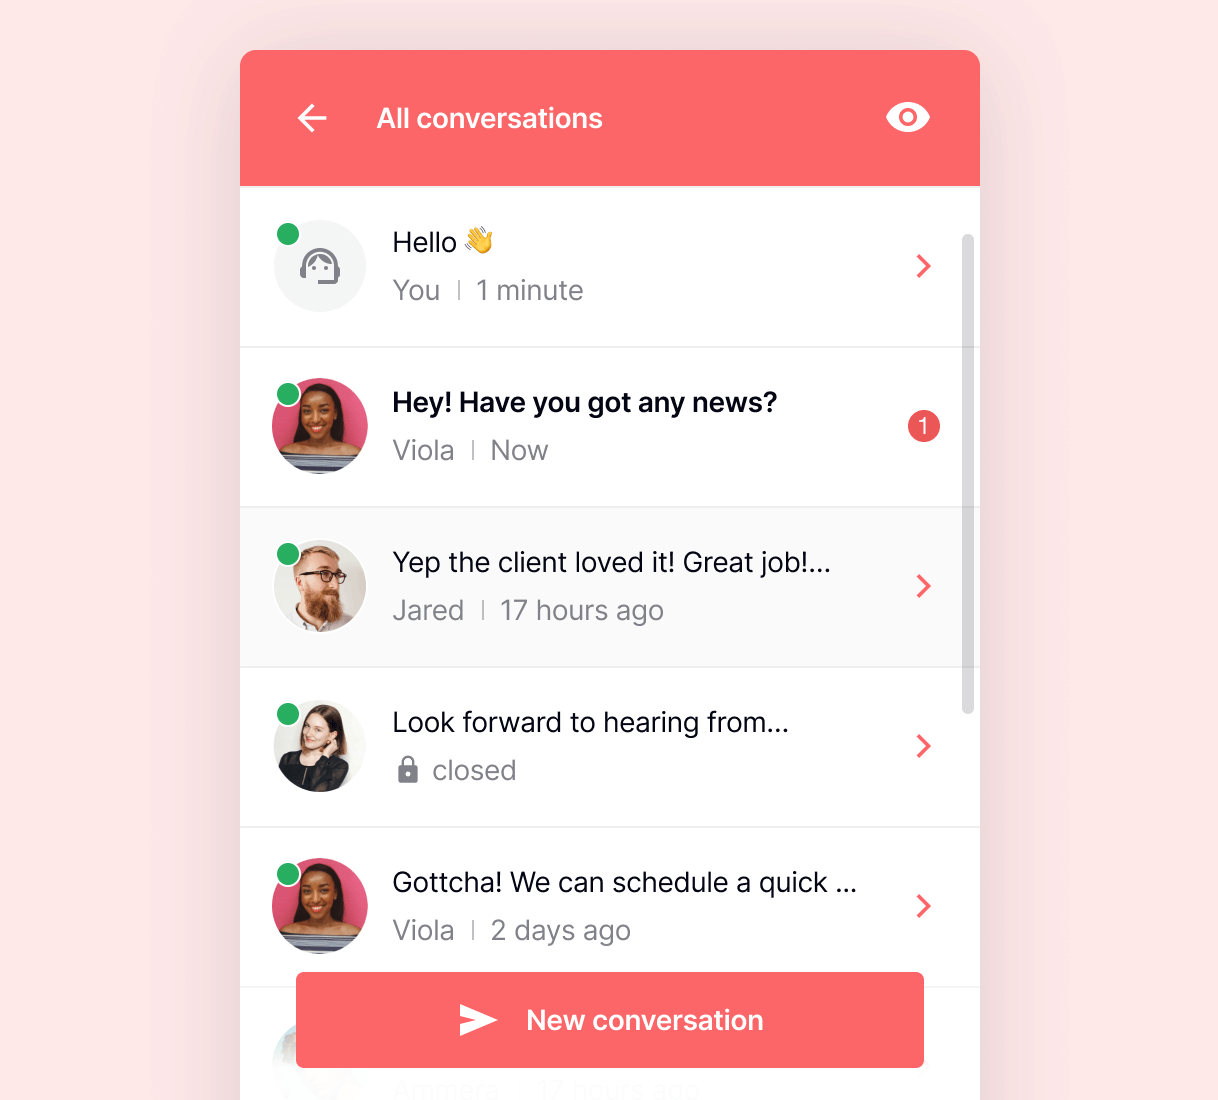 All conversations
Hello 👋
You | 1 minute
Hey! Have you got any news?
1
Viola | Now
Yep the client loved it! Great job!...
Jared | 17 hours ago
Look forward to hearing from...
closed
Gottcha! We can schedule a quick ...
Viola | 2 days ago
New conversation
Ammera 17 hours ago